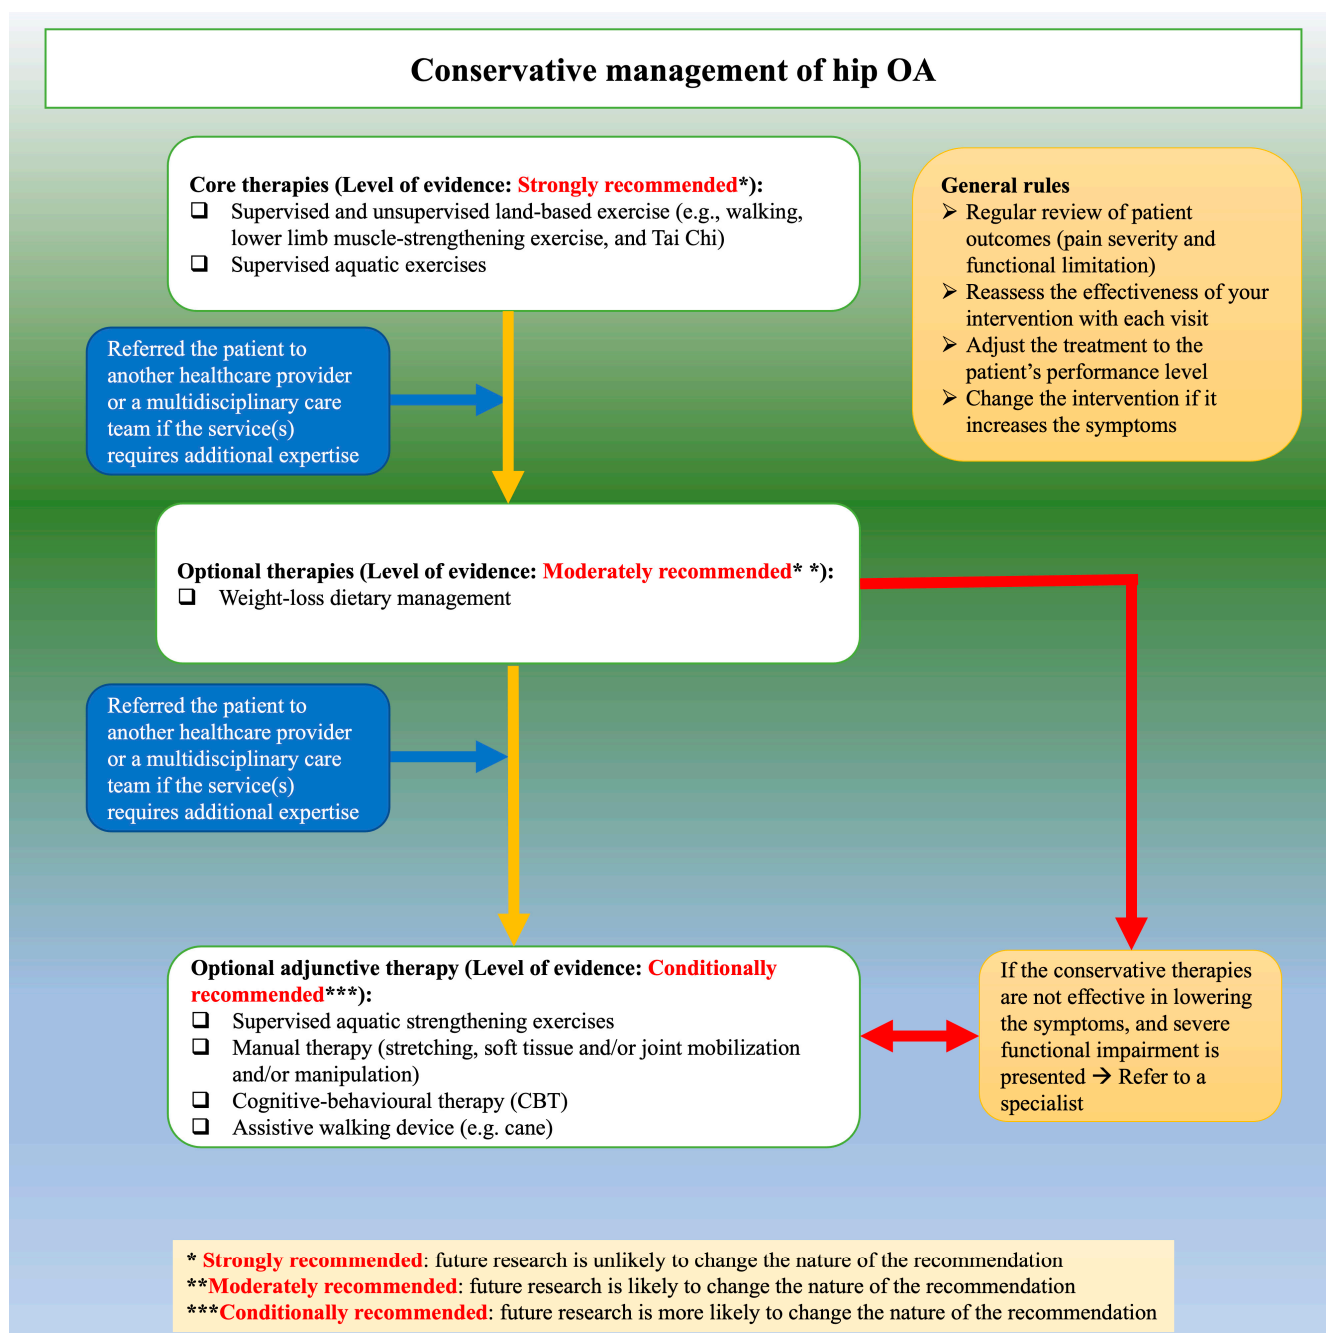 Conservative management of hip OA
Core therapies (Level of evidence: Strongly recommended*):
❑ Supervised and unsupervised land-based exercise (e.g., walking,
lower limb muscle-strengthening exercise, and Tai Chi)
❑ Supervised aquatic exercises
General rules
➢ Regular review of patient
outcomes (pain severity and
functional limitation)
➢ Reassess the effectiveness of your
intervention with each visit
➢ Adjust the treatment to the
patient’s performance level
➢ Change the intervention if it
increases the symptoms
Referred the patient to
another healthcare provider
or a multidisciplinary care
team if the service(s)
requires additional expertise
Optional therapies (Level of evidence: Moderately recommended* *):
❑ Weight-loss dietary management
Referred the patient to
another healthcare provider
or a multidisciplinary care
team if the service(s)
requires additional expertise
Optional adjunctive therapy (Level of evidence: Conditionally
recommended***):
❑ Supervised aquatic strengthening exercises
❑ Manual therapy (stretching, soft tissue and/or joint mobilization
and/or manipulation)
❑ Cognitive-behavioural therapy (CBT)
❑ Assistive walking device (e.g. cane)
If the conservative therapies
are not effective in lowering
the symptoms, and severe
functional impairment is
presented → Refer to a
specialist
* Strongly recommended: future research is unlikely to change the nature of the recommendation
**Moderately recommended: future research is likely to change the nature of the recommendation
***Conditionally recommended: future research is more likely to change the nature of the recommendation